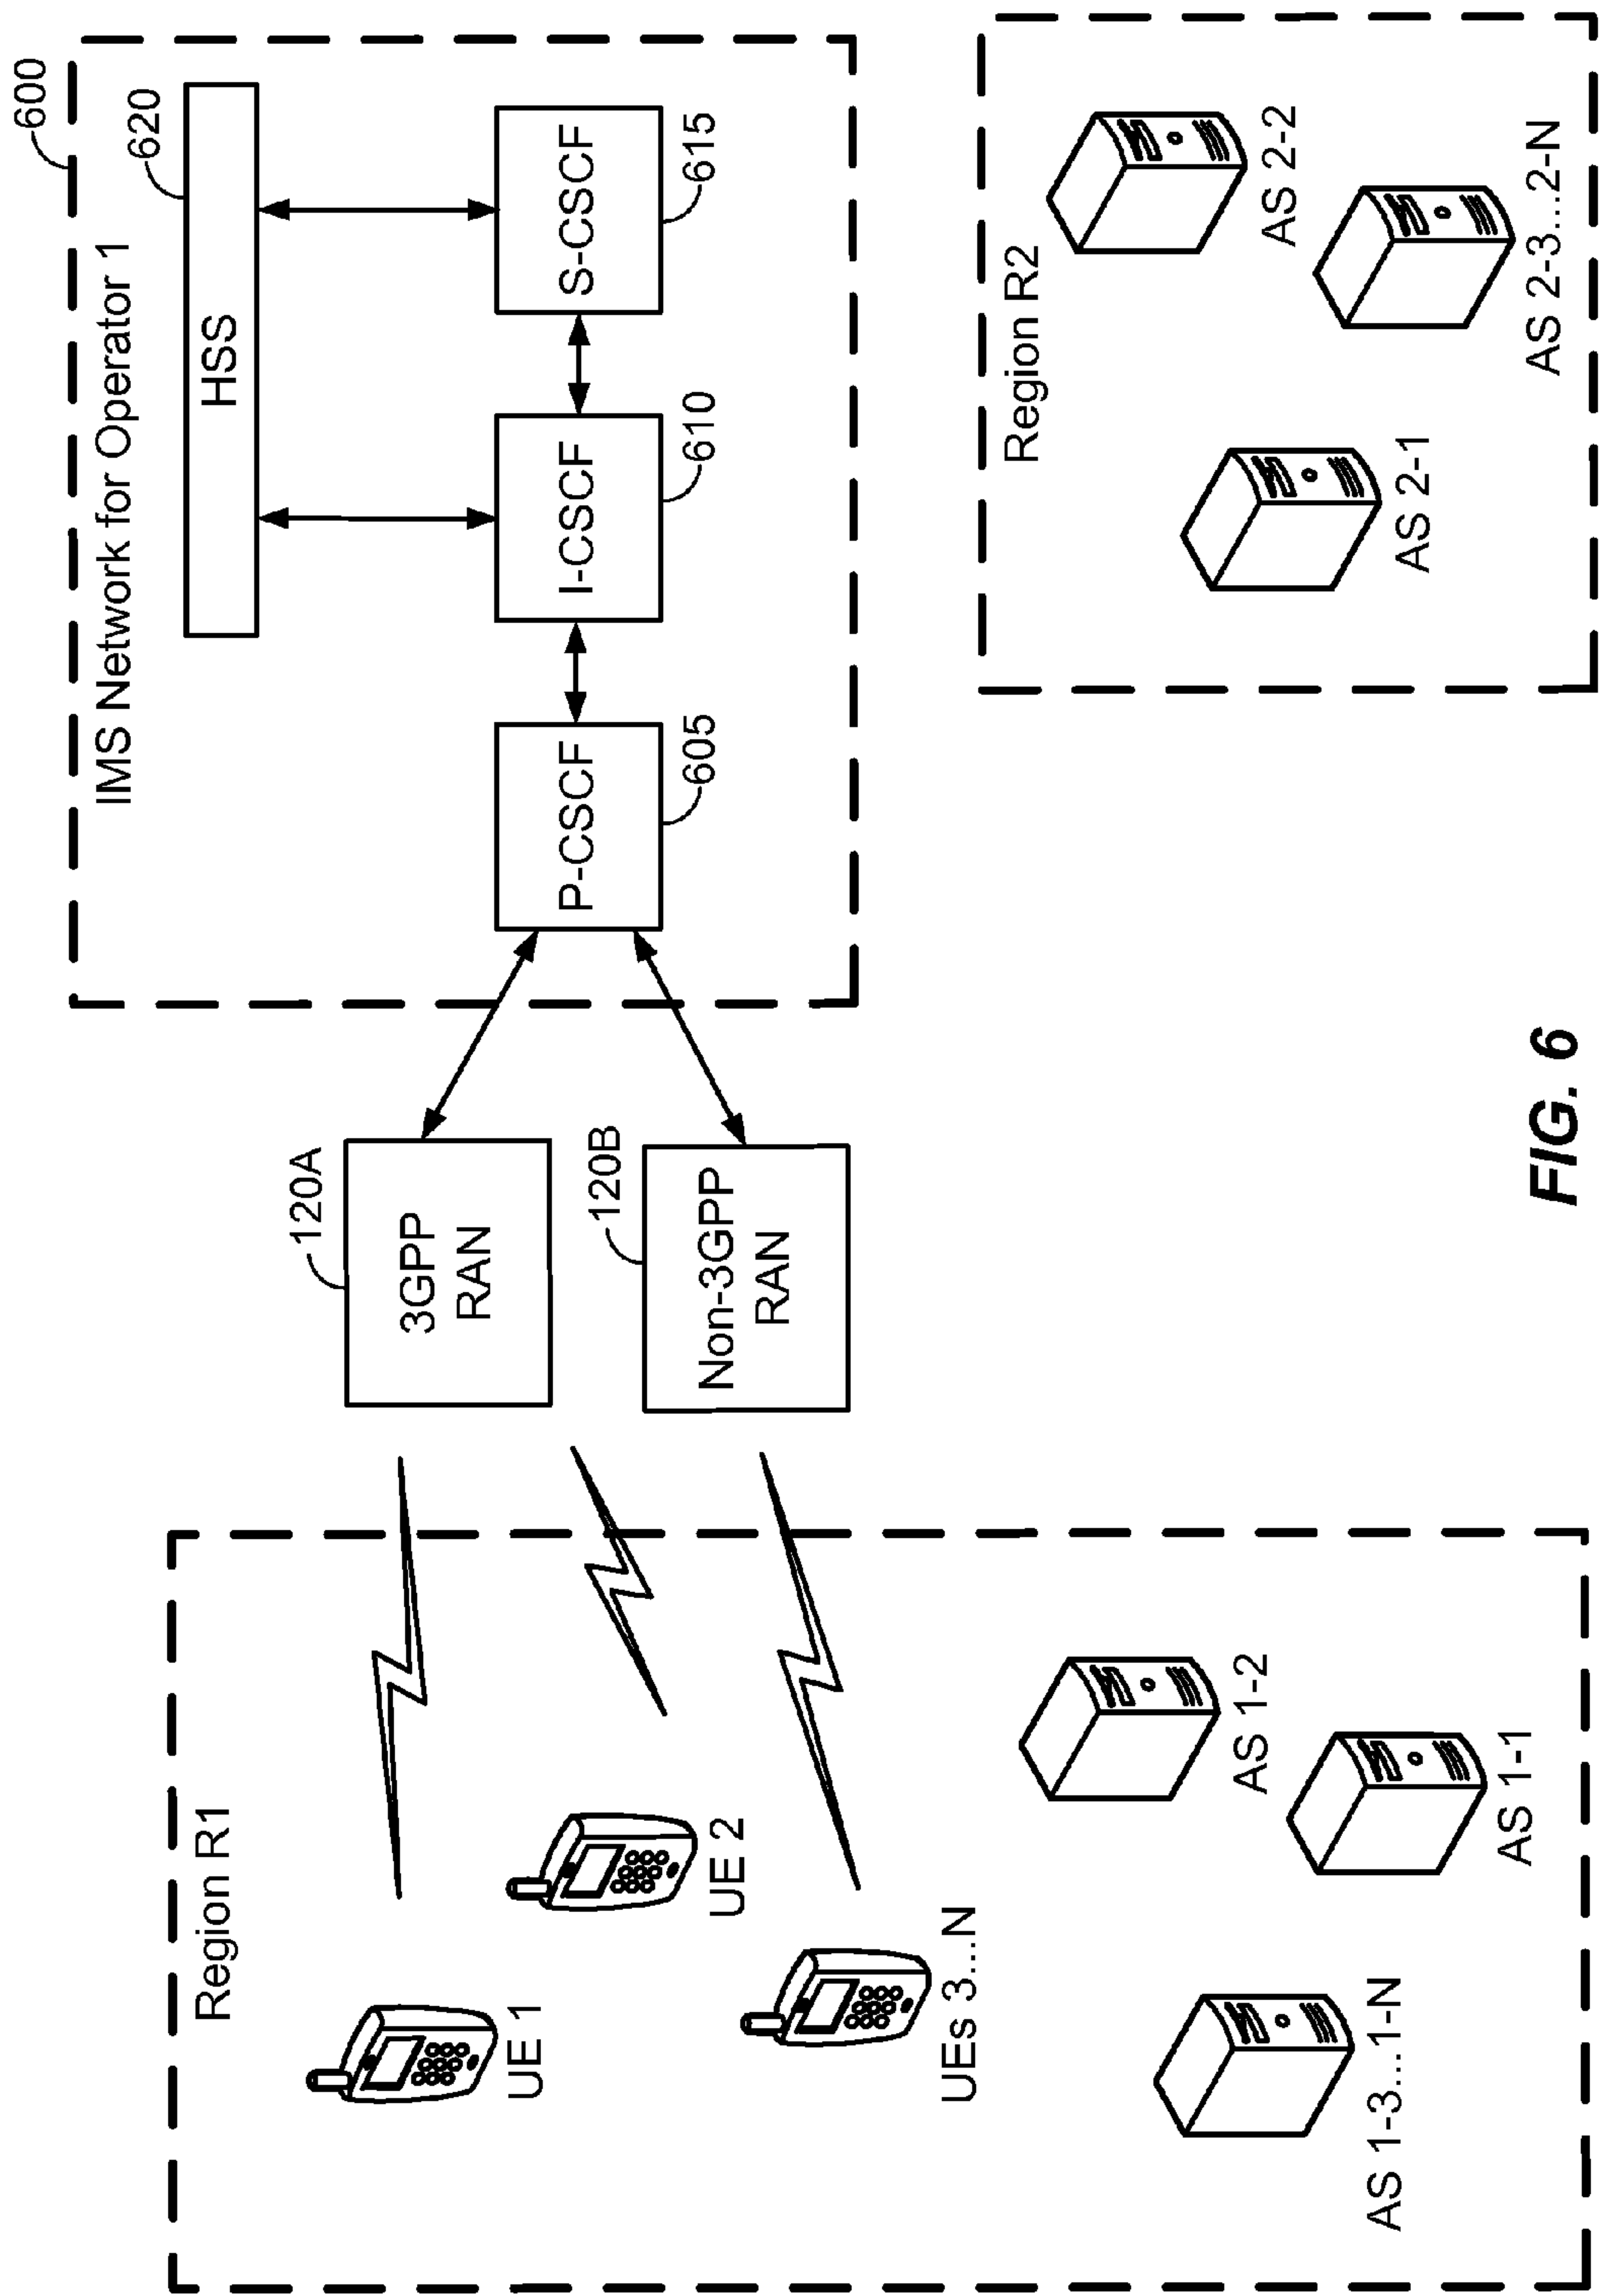 600
IMS Network for Operator 1
620
HSS
P-CSCF
605
I-CSCF
610
S-CSCF
615
120A
3GPP
RAN
120B
Non-3GPP
RAN
Region R1
UE 1
UE 2
UEs 3...N
AS 1-2
AS 1-1
AS 1-3...1-N
Region R2
AS 2-1
AS 2-2
AS 2-3...2-N
FIG. 6